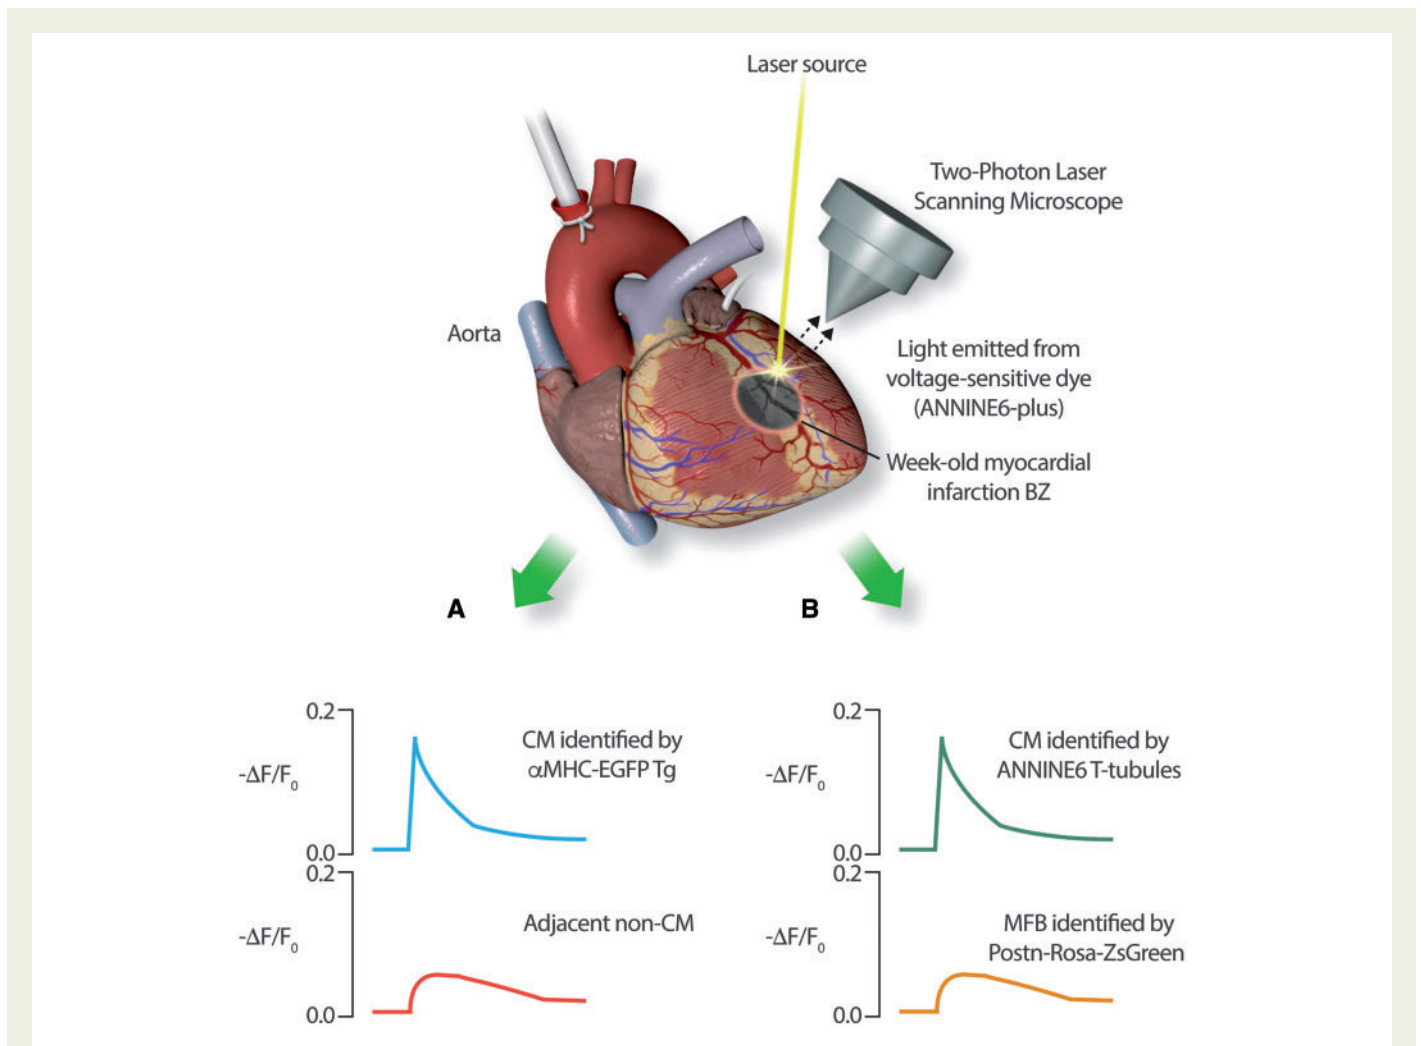 Laser source
Two-Photon Laser
Scanning Microscope
Aorta
Light emitted from
voltage-sensitive dye
(ANNINE6-plus)
Week-old myocardial
infarction BZ
A
B
0.2
-ΔF/F0
0.0
CM identified by
αMHC-EGFP Tg
0.2
-ΔF/F0
0.0
CM identified by
ANNINE6 T-tubules
0.2
-ΔF/F0
0.0
Adjacent non-CM
0.2
-ΔF/F0
0.0
MFB identified by
Postn-Rosa-ZsGreen